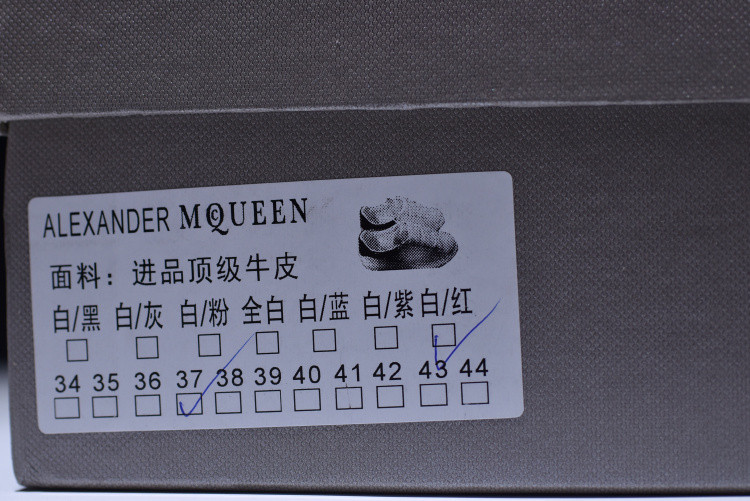 ALEXANDER McQUEEN
面料：进品顶级牛皮
白/黑 白/灰 白/粉 全白 白/蓝 白/紫 白/红
34 35 36 37 38 39 40 41 42 43 44